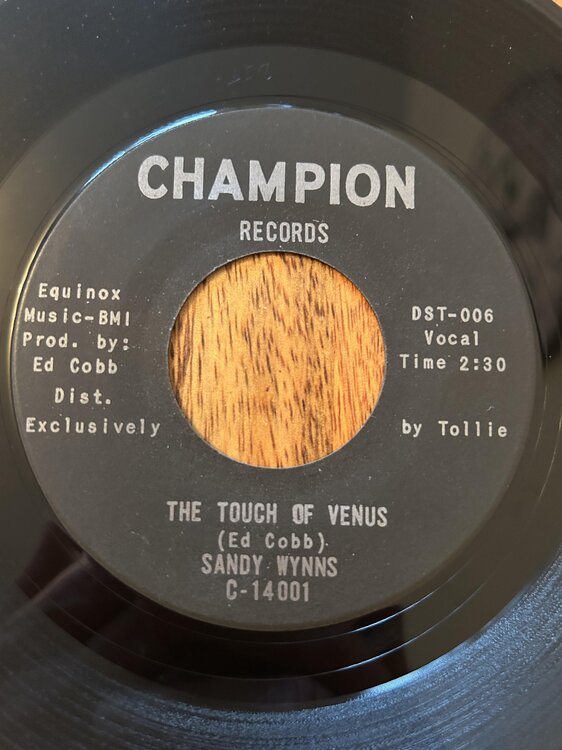 CHAMPION
RECORDS
Equinox
Music-BMI
Prod. by:
Ed Cobb
Dist.
Exclusively
DST-006
Vocal
Time 2:30
by Tollie
THE TOUCH OF VENUS
(Ed Cobb)
SANDY WYNNS
C-14001